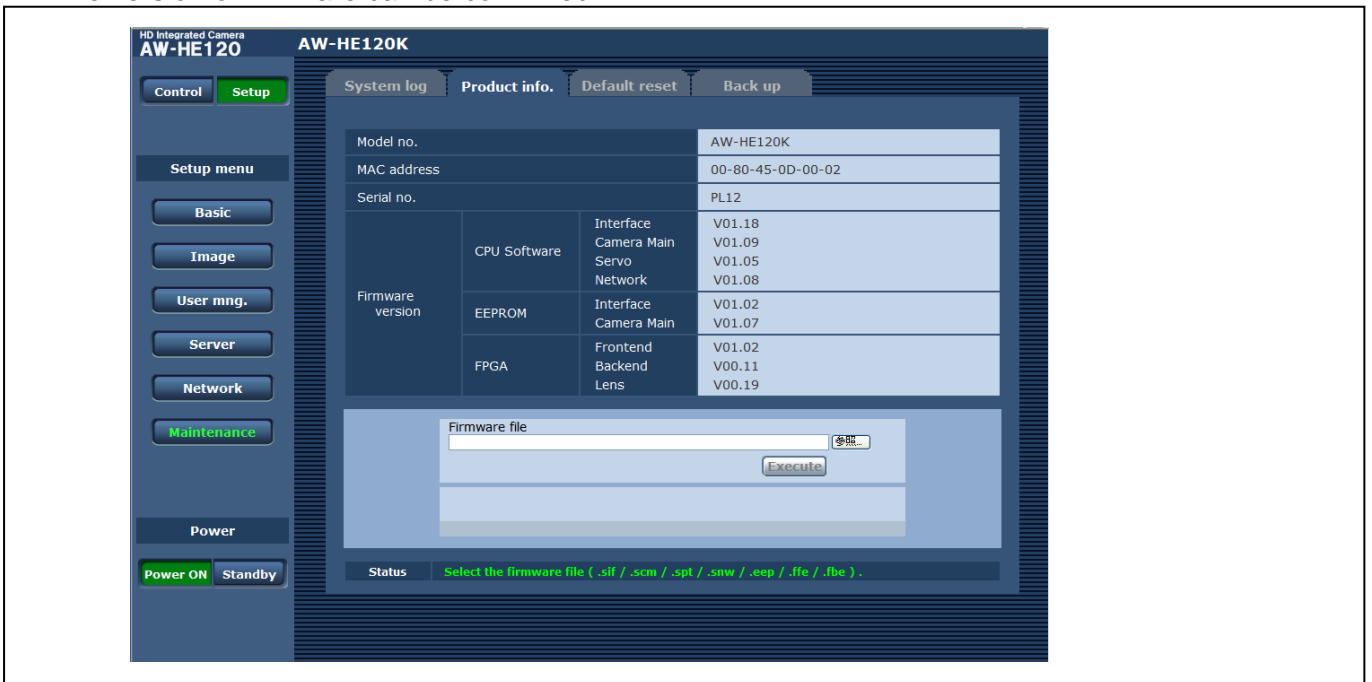 HD Integrated Camera
AW-HE120
AW-HE120K
Control
Setup
System log
Product info.
Default reset
Back up
Setup menu
Basic
Image
User mng.
Server
Network
Maintenance
Power
Power ON
Standby
Model no.
AW-HE120K
MAC address
00-80-45-0D-00-02
Serial no.
PL12
Firmware
version
CPU Software
Interface
V01.18
Camera Main
V01.09
Servo
V01.05
Network
V01.08
EEPROM
Interface
V01.02
Camera Main
V01.07
FPGA
Frontend
V01.02
Backend
V00.11
Lens
V00.19
Firmware file
参照...
Execute
Status
Select the firmware file ( .sif / .scm / .spt / .snw / .eep / .ffe / .fbe ) .